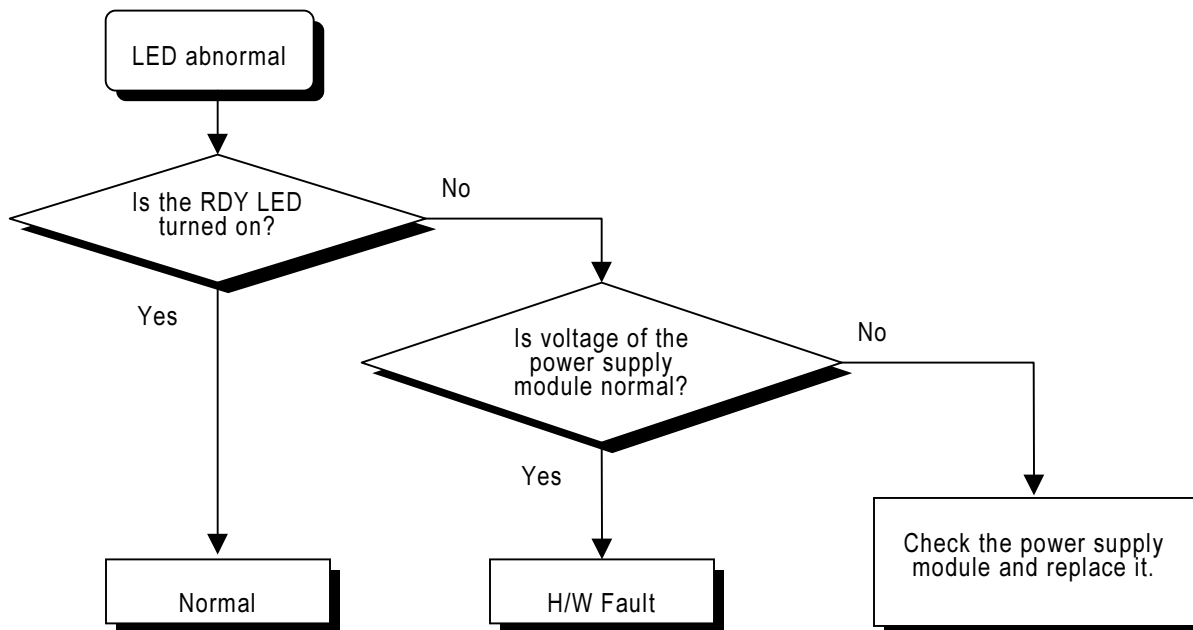 LED abnormal
Is the RDY LED
turned on?
No
Yes
Is voltage of the
power supply
module normal?
No
Yes
Normal
H/W Fault
Check the power supply
module and replace it.